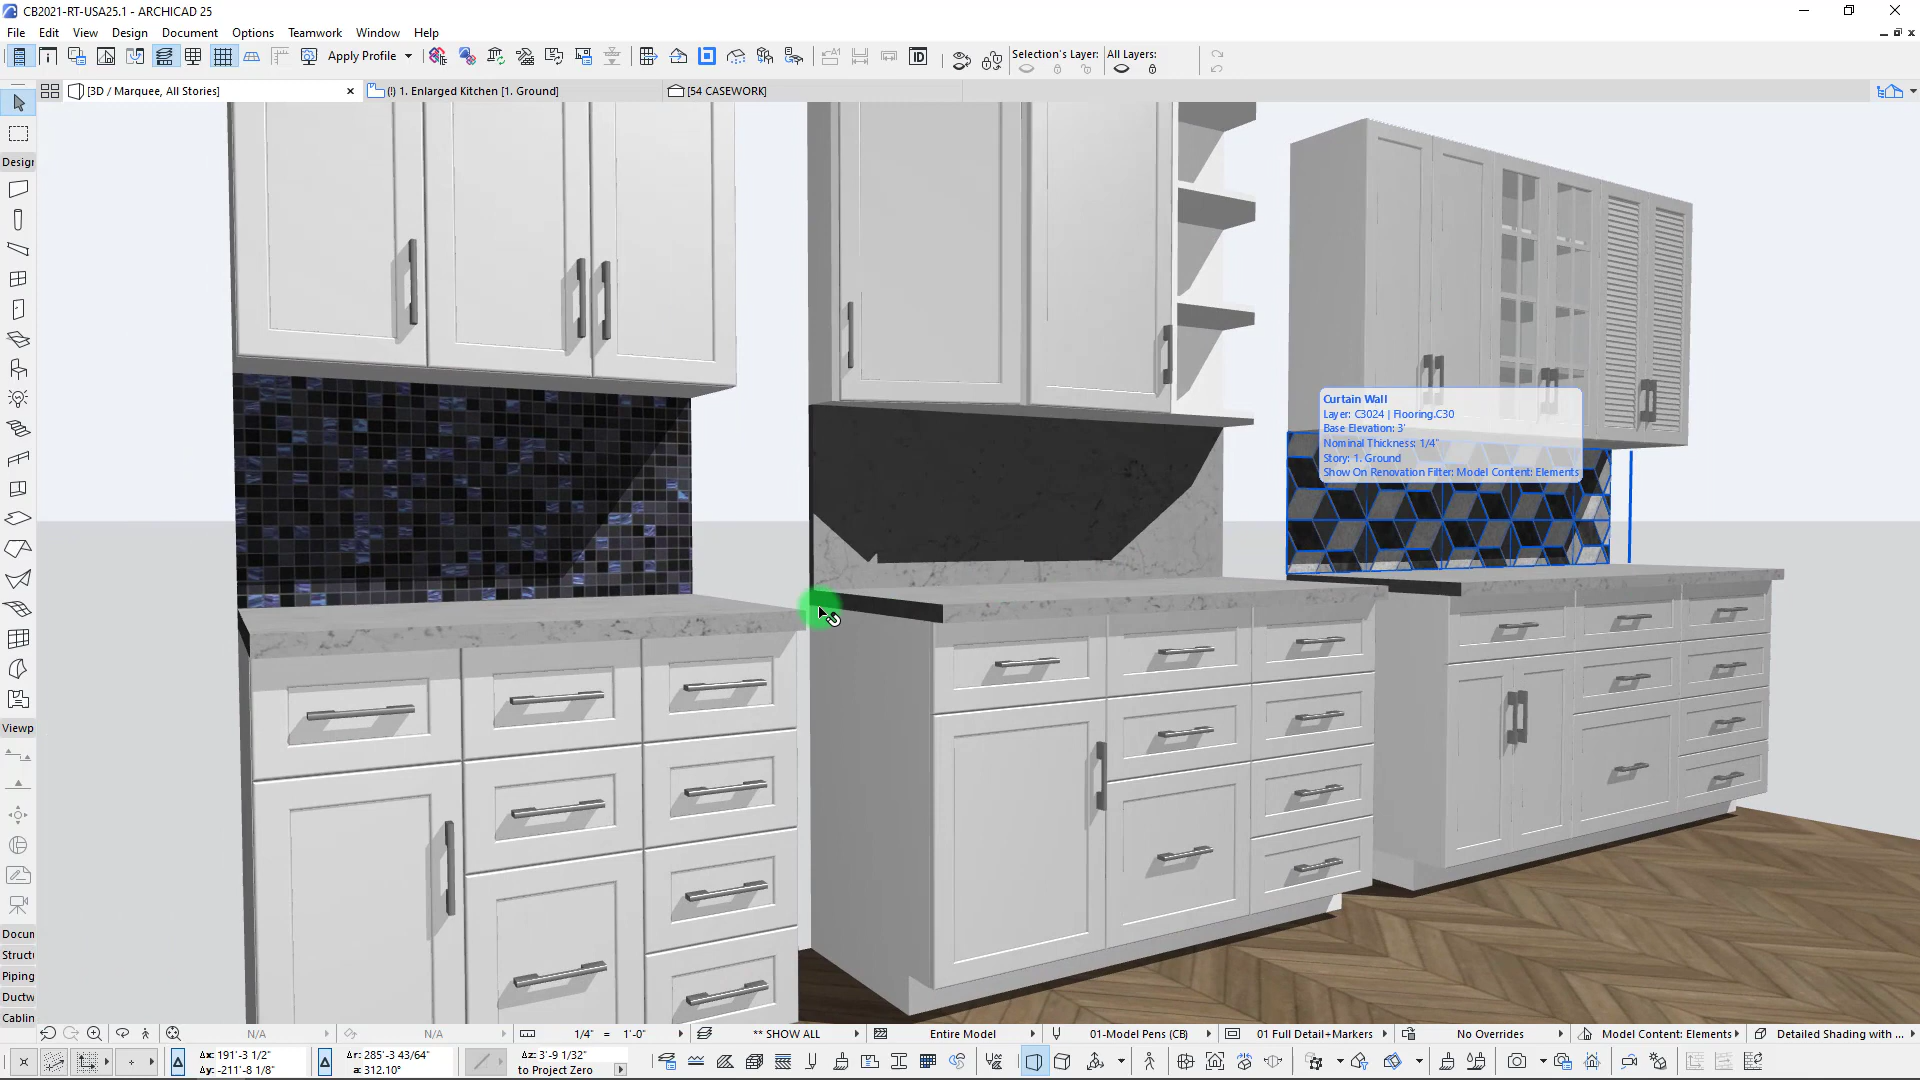 CB2021-RT-USA25.1 - ARCHICAD 25
File Edit View Design Document Options Teamwork Window Help
Apply Profile
ID
Selection's Layer:
All Layers:
[3D / Marquee, All Stories]
(!) 1. Enlarged Kitchen [1. Ground]
[54 CASEWORK]
Design
Curtain Wall
Layer: C3024 | Flooring.C30
Base Elevation: 3'
Nominal Thickness: 1/4"
Story: 1. Ground
Show On Renovation Filter: Model Content: Elements
Viewp
Docum
Struct
Piping
Ductw
Cablin
N/A
N/A
1/4" = 1'-0"
** SHOW ALL
Entire Model
01-Model Pens (CB)
01 Full Detail+Markers
No Overrides
Model Content: Elements
Detailed Shading with ...
Δx: 191'-3 1/2"
Δy: -211'-8 1/8"
Δr: 285'-3 43/64"
a: 312.10°
Δz: 3'-9 1/32"
to Project Zero